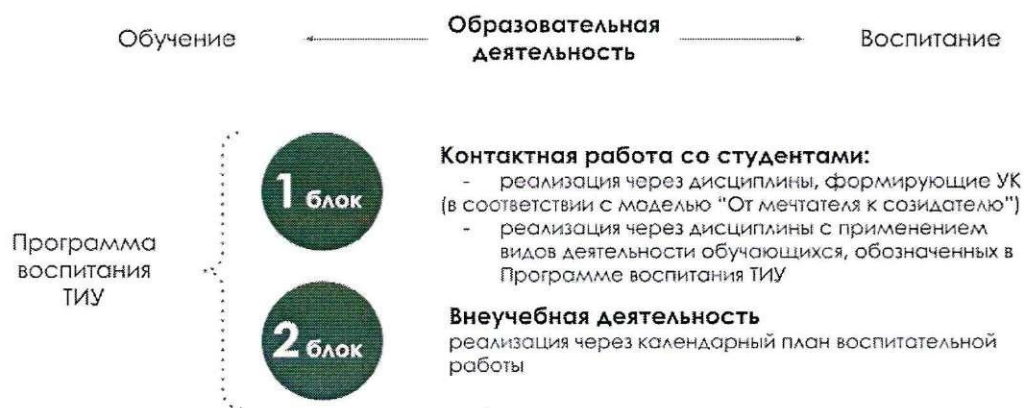 Обучение
Образовательная
деятельность
Воспитание
Программа
воспитания
ТИУ
1 блок
Контактная работа со студентами:
- реализация через дисциплины, формирующие УК
(в соответствии с моделью "От мечтателя к созидателю")
- реализация через дисциплины с применением
видов деятельности обучающихся, обозначенных в
Программе воспитания ТИУ
2 блок
Внеучебная деятельность
реализация через календарный план воспитательной
работы